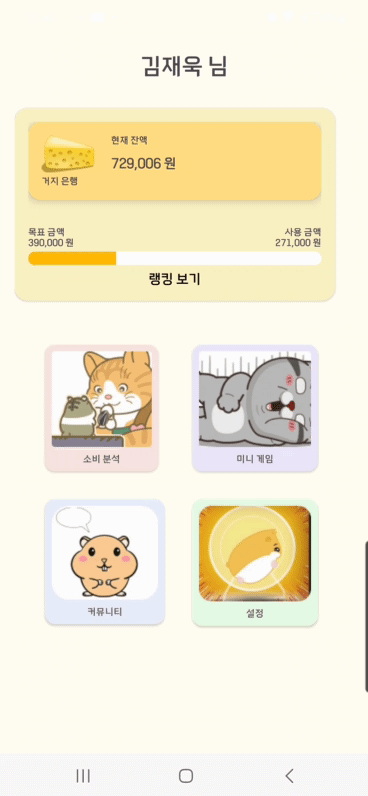 김재욱 님
현재 잔액
729,006 원
거지 은행
목표 금액
사용 금액
390,000 원
271,000 원
랭킹 보기
소비 분석
미니 게임
커뮤니티
설정